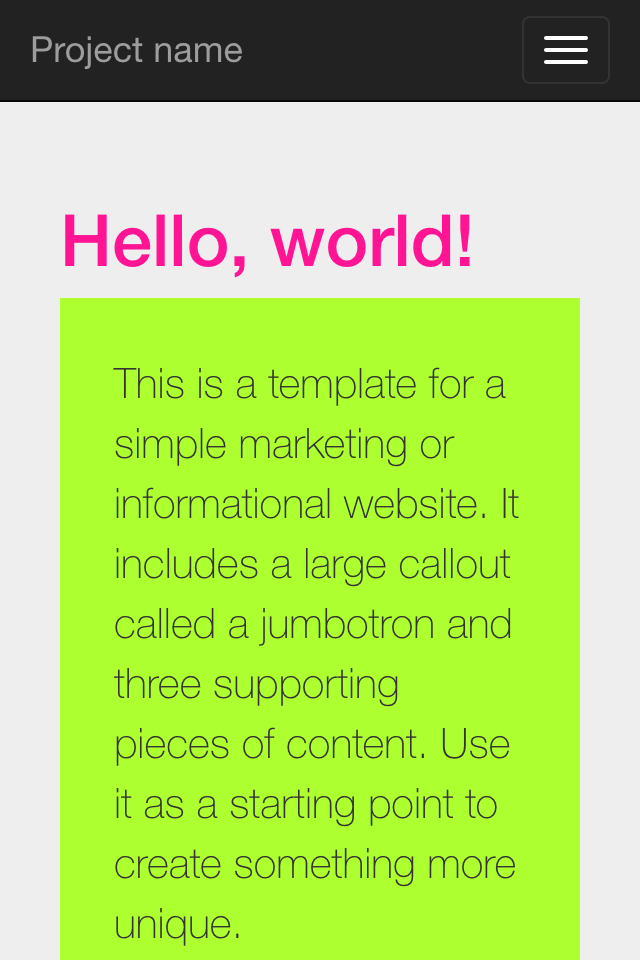 Project name
Hello, world!
This is a template for a
simple marketing or
informational website. It
includes a large callout
called a jumbotron and
three supporting
pieces of content. Use
it as a starting point to
create something more
unique.